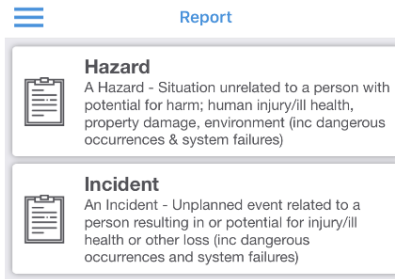 Report
Hazard
A Hazard - Situation unrelated to a person with
potential for harm; human injury/ill health,
property damage, environment (inc dangerous
occurrences & system failures)
Incident
An Incident - Unplanned event related to a
person resulting in or potential for injury/ill
health or other loss (inc dangerous
occurrences and system failures)